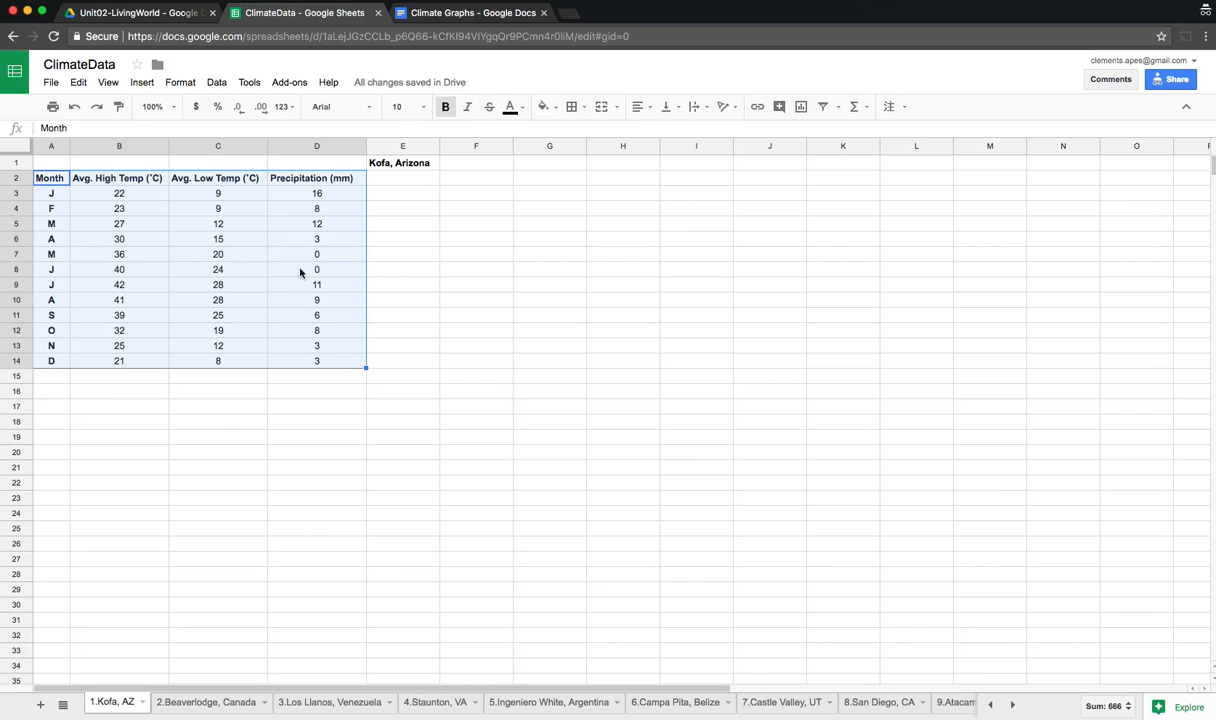 Unit02-LivingWorld - Google D
ClimateData - Google Sheets
Climate Graphs - Google Docs
Secure
https://docs.google.com/spreadsheets/d/1aLejJGzCCLb_p6Q66-kCfKI94VIYgqQr9PCmn4r0liM/edit#gid=0
ClimateData
clements.apes@gmail.com
File Edit View Insert Format Data Tools Add-ons Help All changes saved in Drive
Comments Share
100% $ % .0 .00 123 Arial 10 B I A
fx Month
A B C D E F G H I J K L M N O P
1 Kofa, Arizona
2 Month Avg. High Temp (˚C) Avg. Low Temp (˚C) Precipitation (mm)
3 J 22 9 16
4 F 23 9 8
5 M 27 12 12
6 A 30 15 3
7 M 36 20 0
8 J 40 24 0
9 J 42 28 11
10 A 41 28 9
11 S 39 25 6
12 O 32 19 8
13 N 25 12 3
14 D 21 8 3
15
16
17
18
19
20
21
22
23
24
25
26
27
28
29
30
31
32
33
34
35
1.Kofa, AZ 2.Beaverlodge, Canada 3.Los Llanos, Venezuela 4.Staunton, VA 5.Ingeniero White, Argentina 6.Campa Pita, Belize 7.Castle Valley, UT 8.San Diego, CA 9.Atacam
Sum: 666 Explore